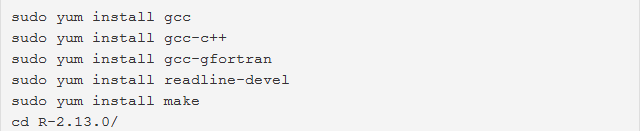 sudo yum install gcc
sudo yum install gcc-c++
sudo yum install gcc-gfortran
sudo yum install readline-devel
sudo yum install make
cd R-2.13.0/